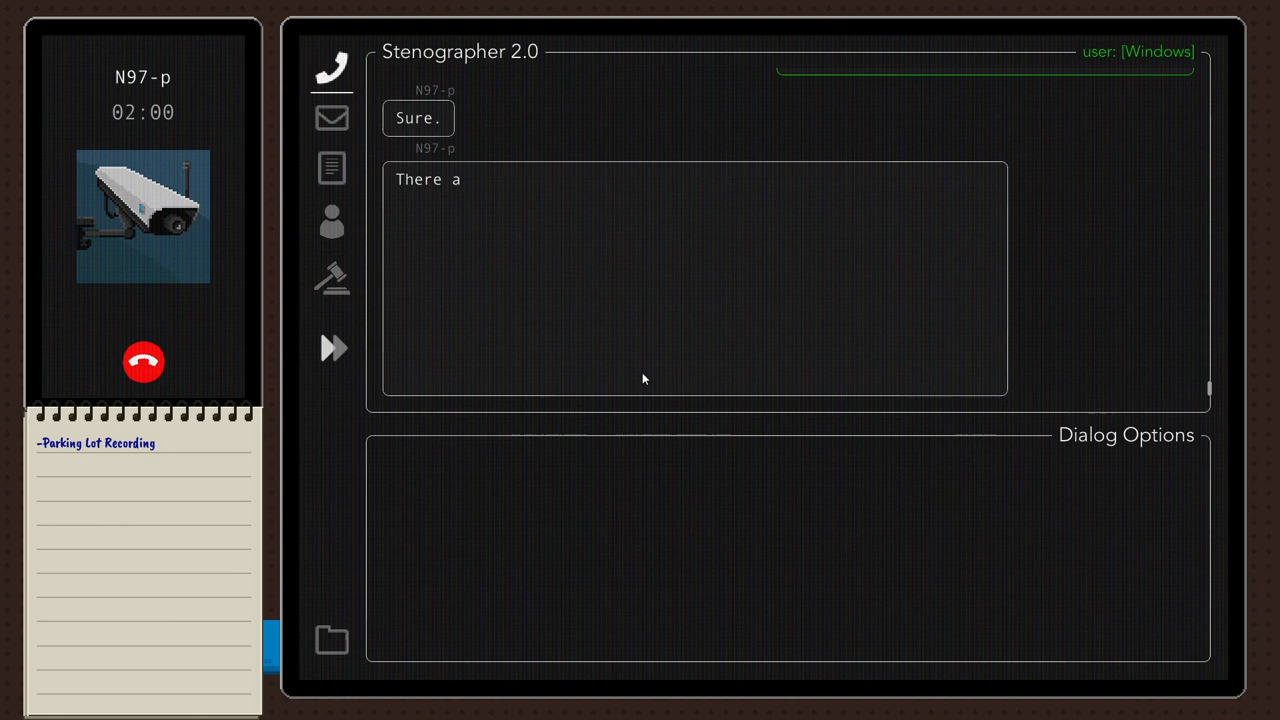 N97-p
02:00
-Parking Lot Recording
Stenographer 2.0
user: [Windows]
N97-p
Sure.
N97-p
There a
Dialog Options